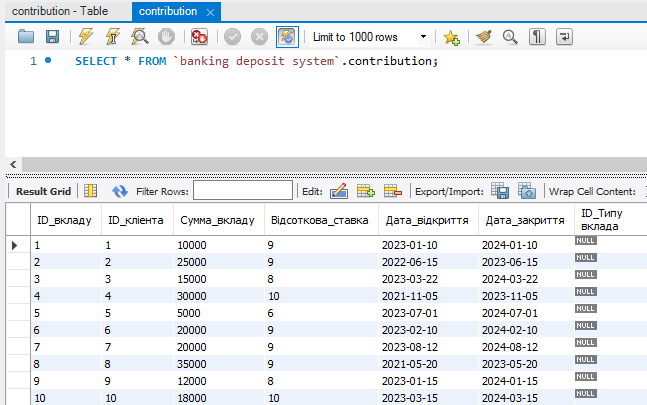 contribution - Table contribution
Limit to 1000 rows
1 SELECT * FROM `banking deposit system`.contribution;
Result Grid Filter Rows: Edit: Export/Import: Wrap Cell Content:
ID_вкладу ID_клієнта Сумма_вкладу Відсоткова_ставка Дата_відкриття Дата_закриття ID_Типу вклада
1 1 10000 9 2023-01-10 2024-01-10 NULL
2 2 25000 9 2022-06-15 2023-06-15 NULL
3 3 15000 8 2023-03-22 2024-03-22 NULL
4 4 30000 10 2021-11-05 2023-11-05 NULL
5 5 5000 6 2023-07-01 2024-07-01 NULL
6 6 20000 9 2023-02-10 2024-02-10 NULL
7 7 20000 9 2023-08-12 2024-08-12 NULL
8 8 35000 9 2021-05-20 2023-05-20 NULL
9 9 12000 8 2023-01-15 2024-01-15 NULL
10 10 18000 10 2023-03-15 2024-03-15 NULL